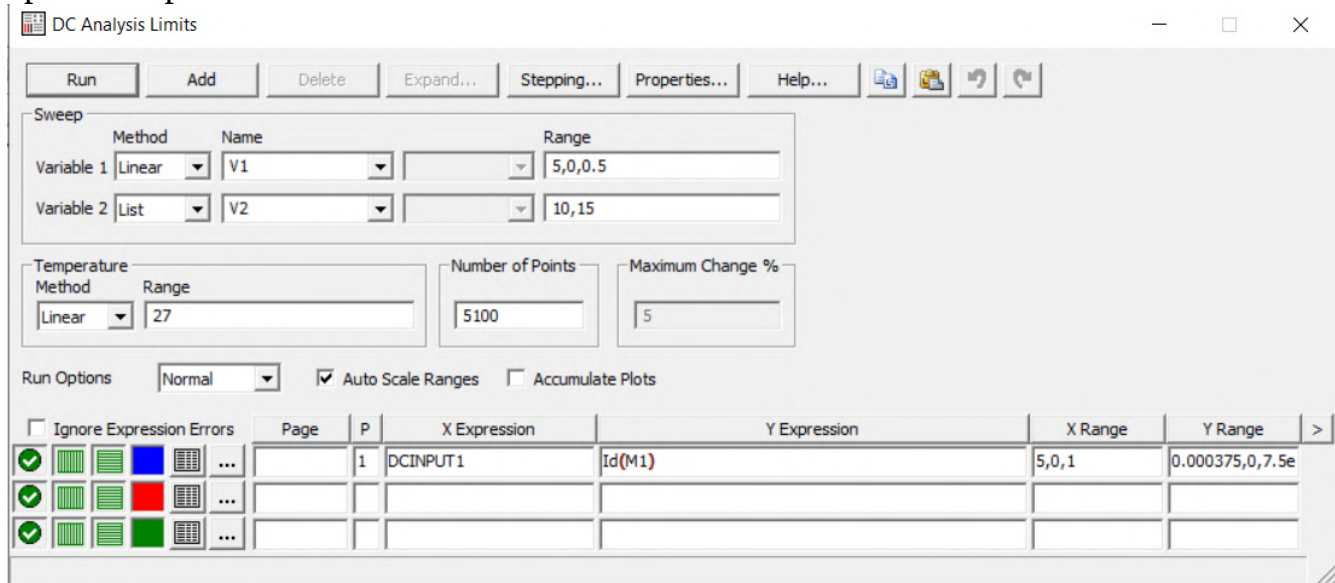 DC Analysis Limits
Run Add Delete Expand... Stepping... Properties... Help...
Sweep
Method Name Range
Variable 1 Linear V1 5,0,0.5
Variable 2 List V2 10,15
Temperature Number of Points Maximum Change %
Method Range
Linear 27 5100 5
Run Options Normal Auto Scale Ranges Accumulate Plots
Ignore Expression Errors Page P X Expression Y Expression X Range Y Range >
... 1 DCINPUT1 Id(M1) 5,0,1 0.000375,0,7.5e
...
...